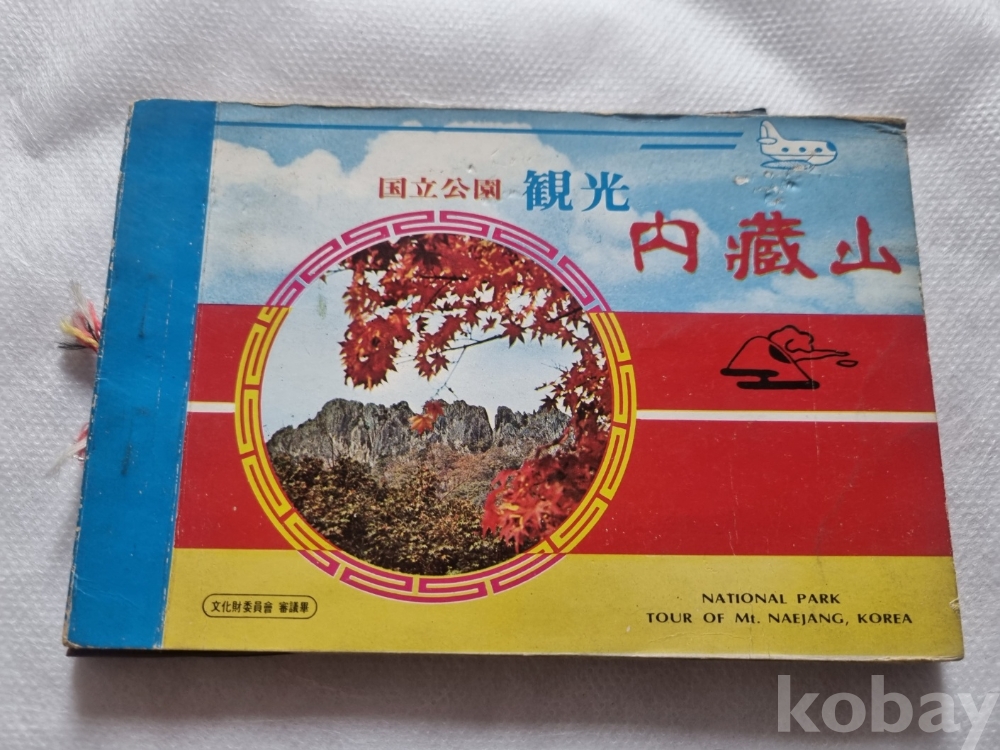 国立公園 観光
内藏山
文化財委員會 審議畢
NATIONAL PARK
TOUR OF Mt. NAEJANG, KOREA
kobay